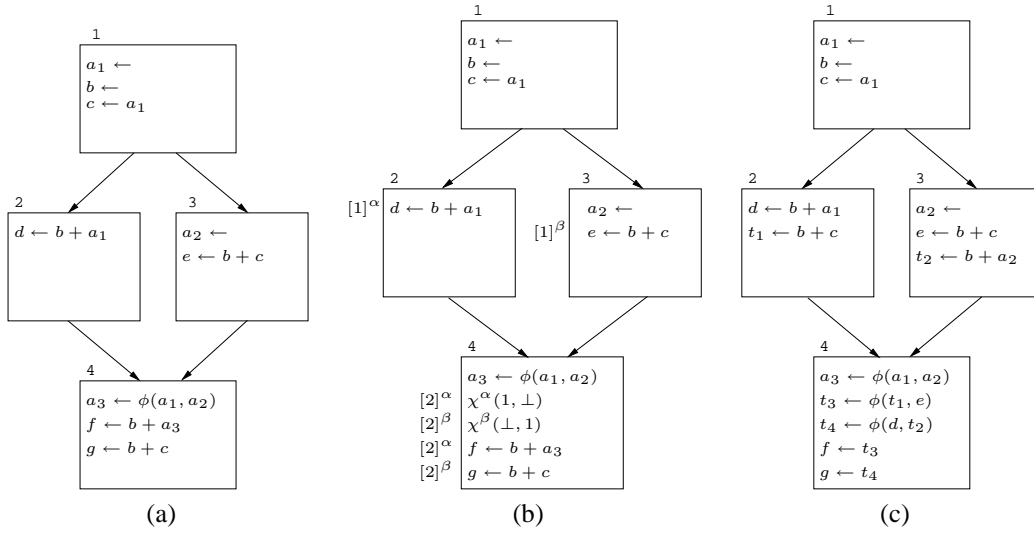 1
a₁ ←
b ←
c ← a₁
2
d ← b + a₁
3
a₂ ←
e ← b + c
4
a₃ ← ϕ(a₁, a₂)
f ← b + a₃
g ← b + c
(a)
1
a₁ ←
b ←
c ← a₁
2
[1]^α d ← b + a₁
3
a₂ ←
[1]^β e ← b + c
4
a₃ ← ϕ(a₁, a₂)
[2]^α χ^α(1, ⊥)
[2]^β χ^β(⊥, 1)
[2]^α f ← b + a₃
[2]^β g ← b + c
(b)
1
a₁ ←
b ←
c ← a₁
2
d ← b + a₁
t₁ ← b + c
3
a₂ ←
e ← b + c
t₂ ← b + a₂
4
a₃ ← ϕ(a₁, a₂)
t₃ ← ϕ(t₁, e)
t₄ ← ϕ(d, t₂)
f ← t₃
g ← t₄
(c)